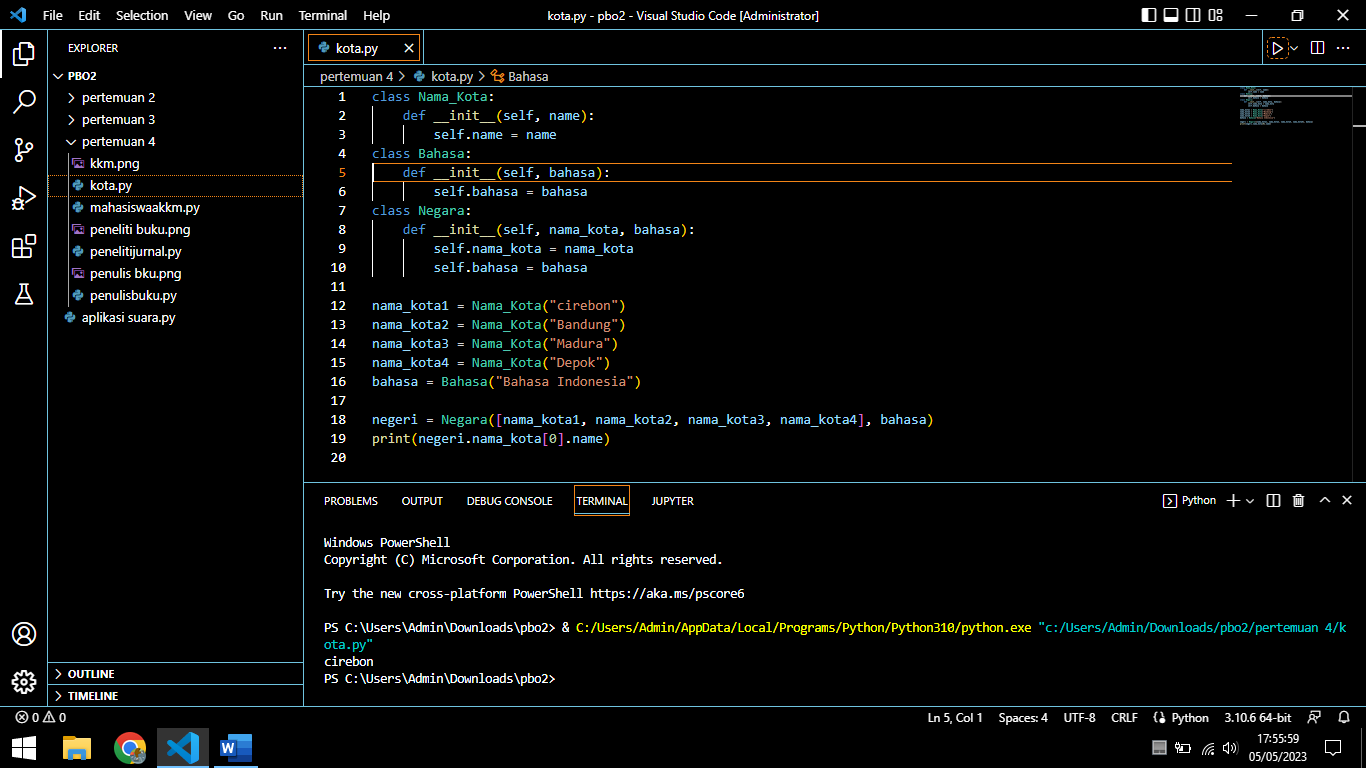 File Edit Selection View Go Run Terminal Help kota.py - pbo2 - Visual Studio Code [Administrator]
EXPLORER
PBO2
pertemuan 2
pertemuan 3
pertemuan 4
kkm.png
kota.py
mahasiswaakkm.py
peneliti buku.png
penelitijurnal.py
penulis bku.png
penulisbuku.py
aplikasi suara.py
OUTLINE
TIMELINE
kota.py
pertemuan 4 > kota.py > Bahasa
1 class Nama_Kota:
2 def __init__(self, name):
3 self.name = name
4 class Bahasa:
5 def __init__(self, bahasa):
6 self.bahasa = bahasa
7 class Negara:
8 def __init__(self, nama_kota, bahasa):
9 self.nama_kota = nama_kota
10 self.bahasa = bahasa
11
12 nama_kota1 = Nama_Kota("cirebon")
13 nama_kota2 = Nama_Kota("Bandung")
14 nama_kota3 = Nama_Kota("Madura")
15 nama_kota4 = Nama_Kota("Depok")
16 bahasa = Bahasa("Bahasa Indonesia")
17
18 negeri = Negara([nama_kota1, nama_kota2, nama_kota3, nama_kota4], bahasa)
19 print(negeri.nama_kota[0].name)
20
PROBLEMS OUTPUT DEBUG CONSOLE TERMINAL JUPYTER Python
Windows PowerShell
Copyright (C) Microsoft Corporation. All rights reserved.
Try the new cross-platform PowerShell https://aka.ms/pscore6
PS C:\Users\Admin\Downloads\pbo2> & C:/Users/Admin/AppData/Local/Programs/Python/Python310/python.exe "c:/Users/Admin/Downloads/pbo2/pertemuan 4/k
ota.py"
cirebon
PS C:\Users\Admin\Downloads\pbo2>
0 0 Ln 5, Col 1 Spaces: 4 UTF-8 CRLF Python 3.10.6 64-bit
17:55:59
05/05/2023